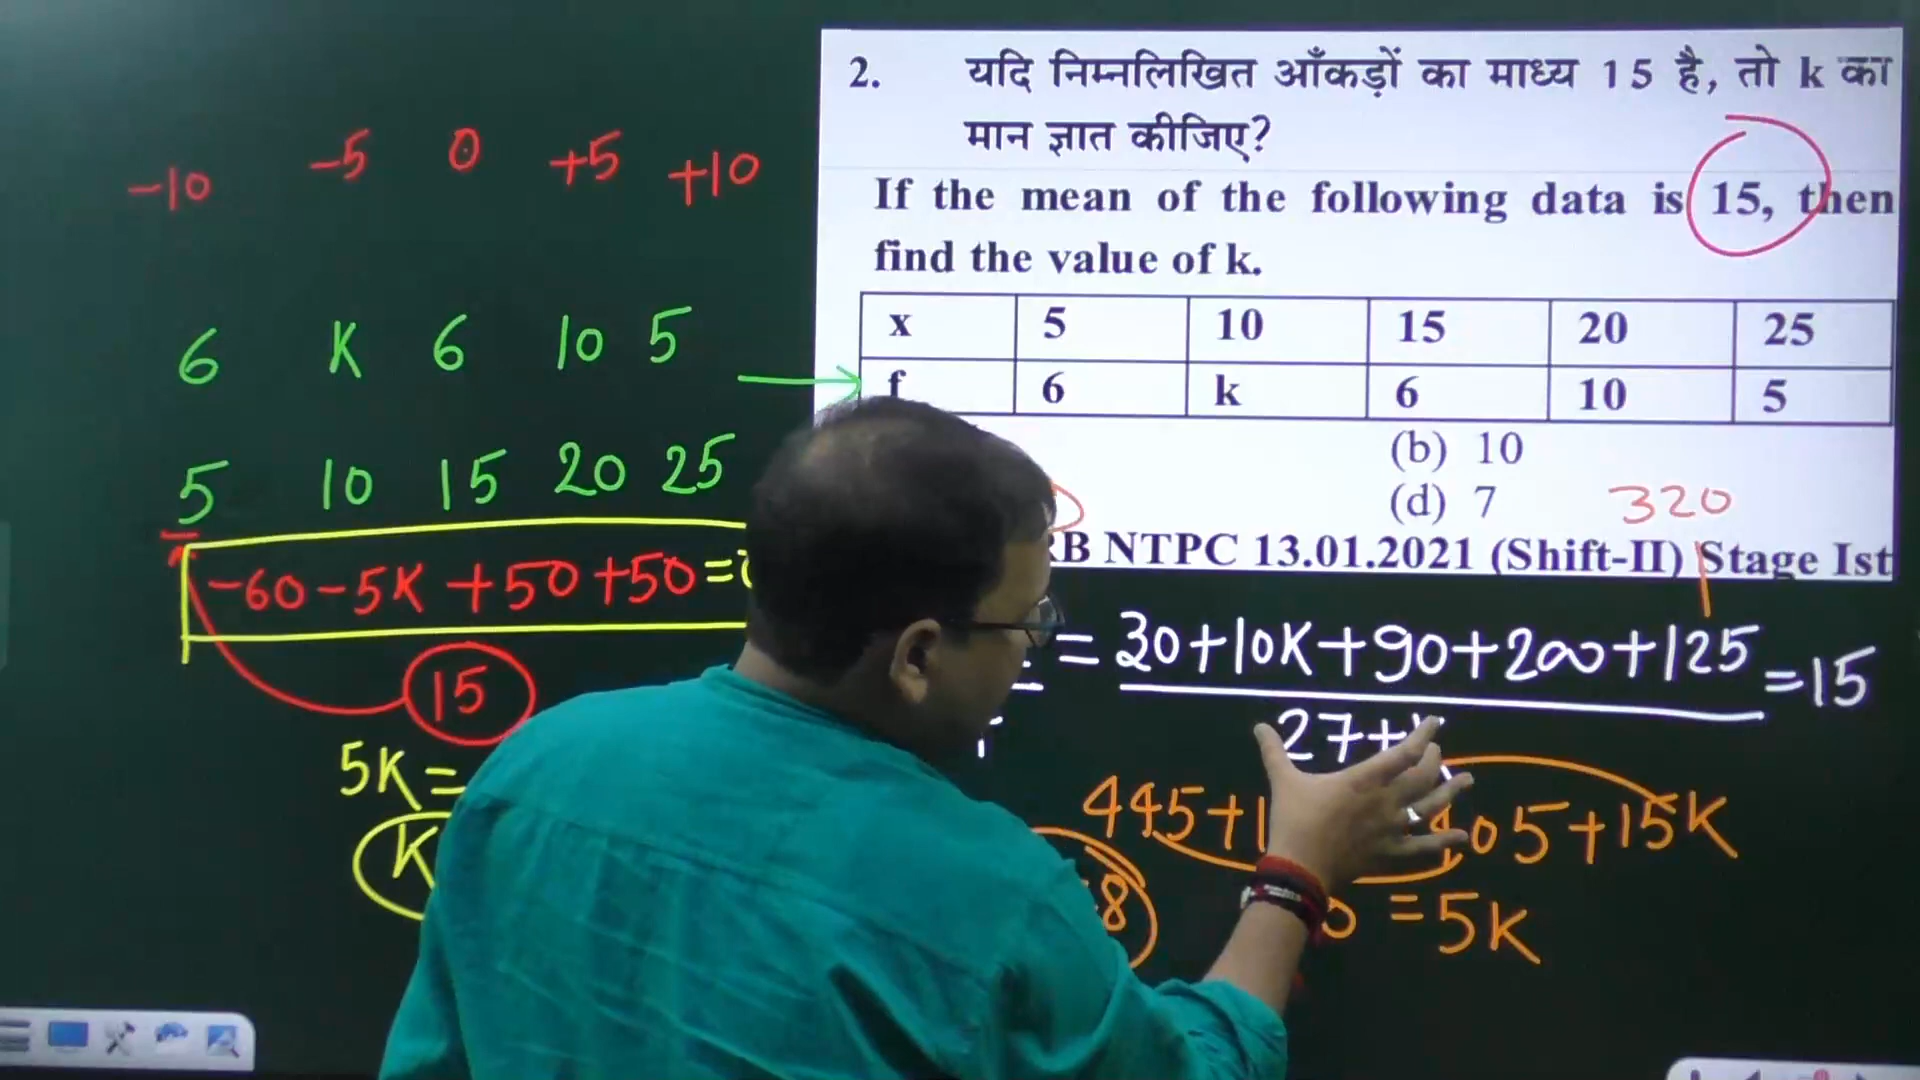 2. यदि निम्नलिखित आँकड़ों का माध्य 15 है, तो k का
मान ज्ञात कीजिए?
If the mean of the following data is 15, then
find the value of k.
x 5 10 15 20 25
f 6 k 6 10 5
(b) 10
(d) 7
RB NTPC 13.01.2021 (Shift-II) Stage Ist
-10 -5 0 +5 +10
6 K 6 10 5
5 10 15 20 25
-60-5K+50+50=
15
5K=
K
320
= 30+10K+90+200+125 =15
27+
445+1 405+15K
=5K
8